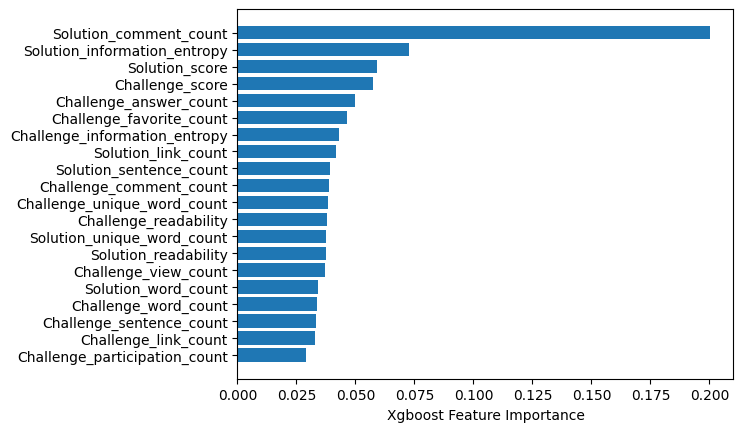 Solution_comment_count
Solution_information_entropy
Solution_score
Challenge_score
Challenge_answer_count
Challenge_favorite_count
Challenge_information_entropy
Solution_link_count
Solution_sentence_count
Challenge_comment_count
Challenge_unique_word_count
Challenge_readability
Solution_unique_word_count
Solution_readability
Challenge_view_count
Solution_word_count
Challenge_word_count
Challenge_sentence_count
Challenge_link_count
Challenge_participation_count
0.000 0.025 0.050 0.075 0.100 0.125 0.150 0.175 0.200
Xgboost Feature Importance